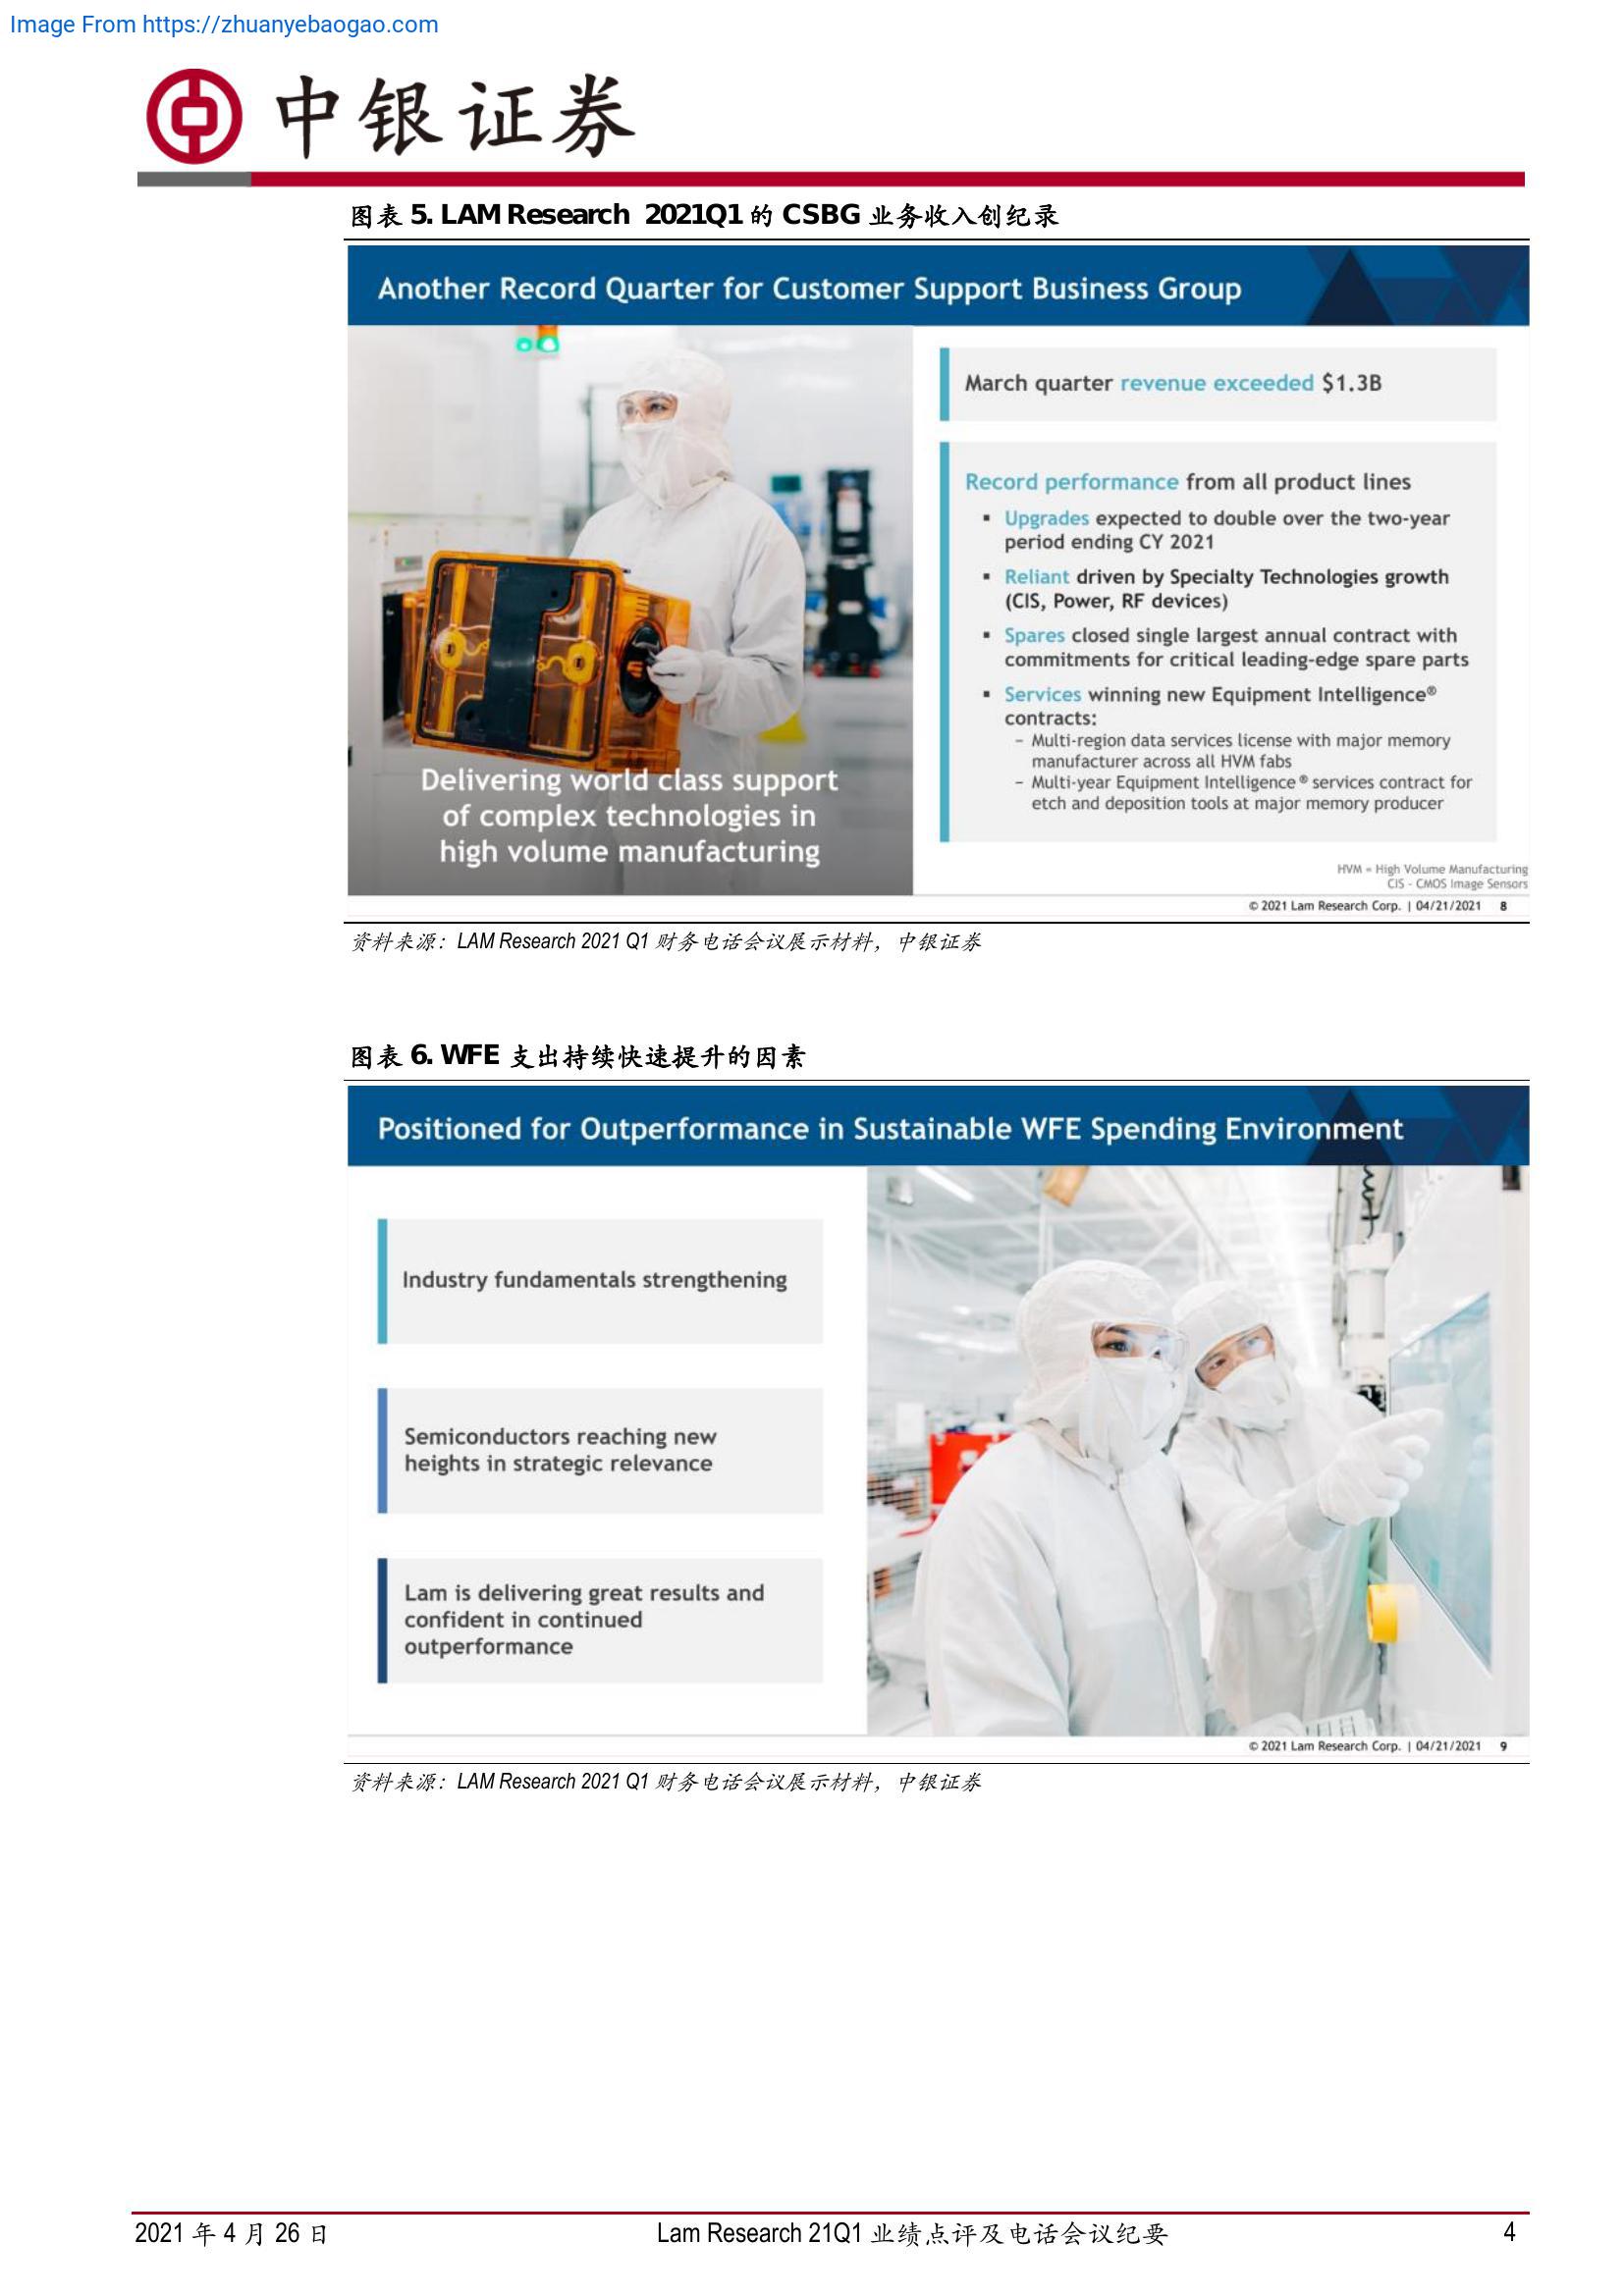 Image From https://zhuanyebaogao.com
中银证券
图表 5. LAM Research 2021Q1 的 CSBG 业务收入创纪录
Another Record Quarter for Customer Support Business Group
Delivering world class support
of complex technologies in
high volume manufacturing
March quarter revenue exceeded $1.3B
Record performance from all product lines
▪ Upgrades expected to double over the two-year
period ending CY 2021
▪ Reliant driven by Specialty Technologies growth
(CIS, Power, RF devices)
▪ Spares closed single largest annual contract with
commitments for critical leading-edge spare parts
▪ Services winning new Equipment Intelligence®
contracts:
– Multi-region data services license with major memory
manufacturer across all HVM fabs
– Multi-year Equipment Intelligence ® services contract for
etch and deposition tools at major memory producer
HVM = High Volume Manufacturing
CIS - CMOS Image Sensors
© 2021 Lam Research Corp. | 04/21/2021 8
资料来源：LAM Research 2021 Q1 财务电话会议展示材料，中银证券
图表 6. WFE 支出持续快速提升的因素
Positioned for Outperformance in Sustainable WFE Spending Environment
Industry fundamentals strengthening
Semiconductors reaching new
heights in strategic relevance
Lam is delivering great results and
confident in continued
outperformance
© 2021 Lam Research Corp. | 04/21/2021 9
资料来源：LAM Research 2021 Q1 财务电话会议展示材料，中银证券
2021 年 4 月 26 日 Lam Research 21Q1 业绩点评及电话会议纪要 4